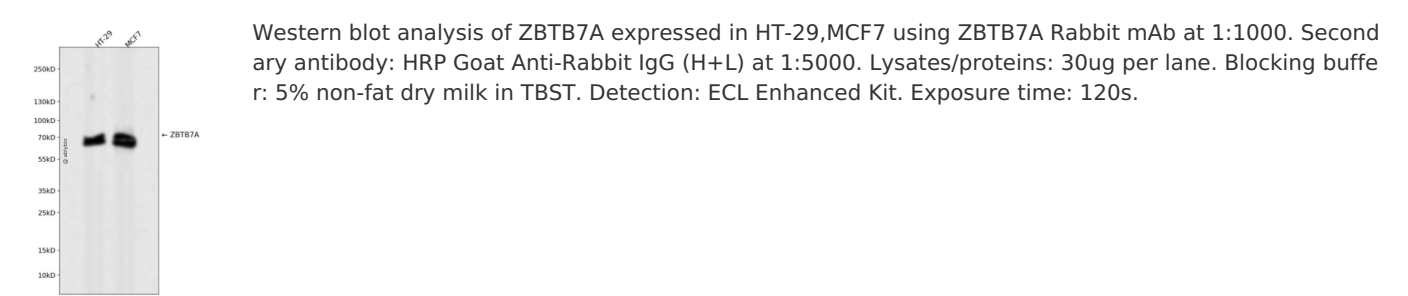 HT-29
MCF7
Western blot analysis of ZBTB7A expressed in HT-29,MCF7 using ZBTB7A Rabbit mAb at 1:1000. Second
ary antibody: HRP Goat Anti-Rabbit IgG (H+L) at 1:5000. Lysates/proteins: 30ug per lane. Blocking buffe
r: 5% non-fat dry milk in TBST. Detection: ECL Enhanced Kit. Exposure time: 120s.
250kD
130kD
100kD
70kD
← ZBTB7A
55kD
35kD
25kD
15kD
10kD